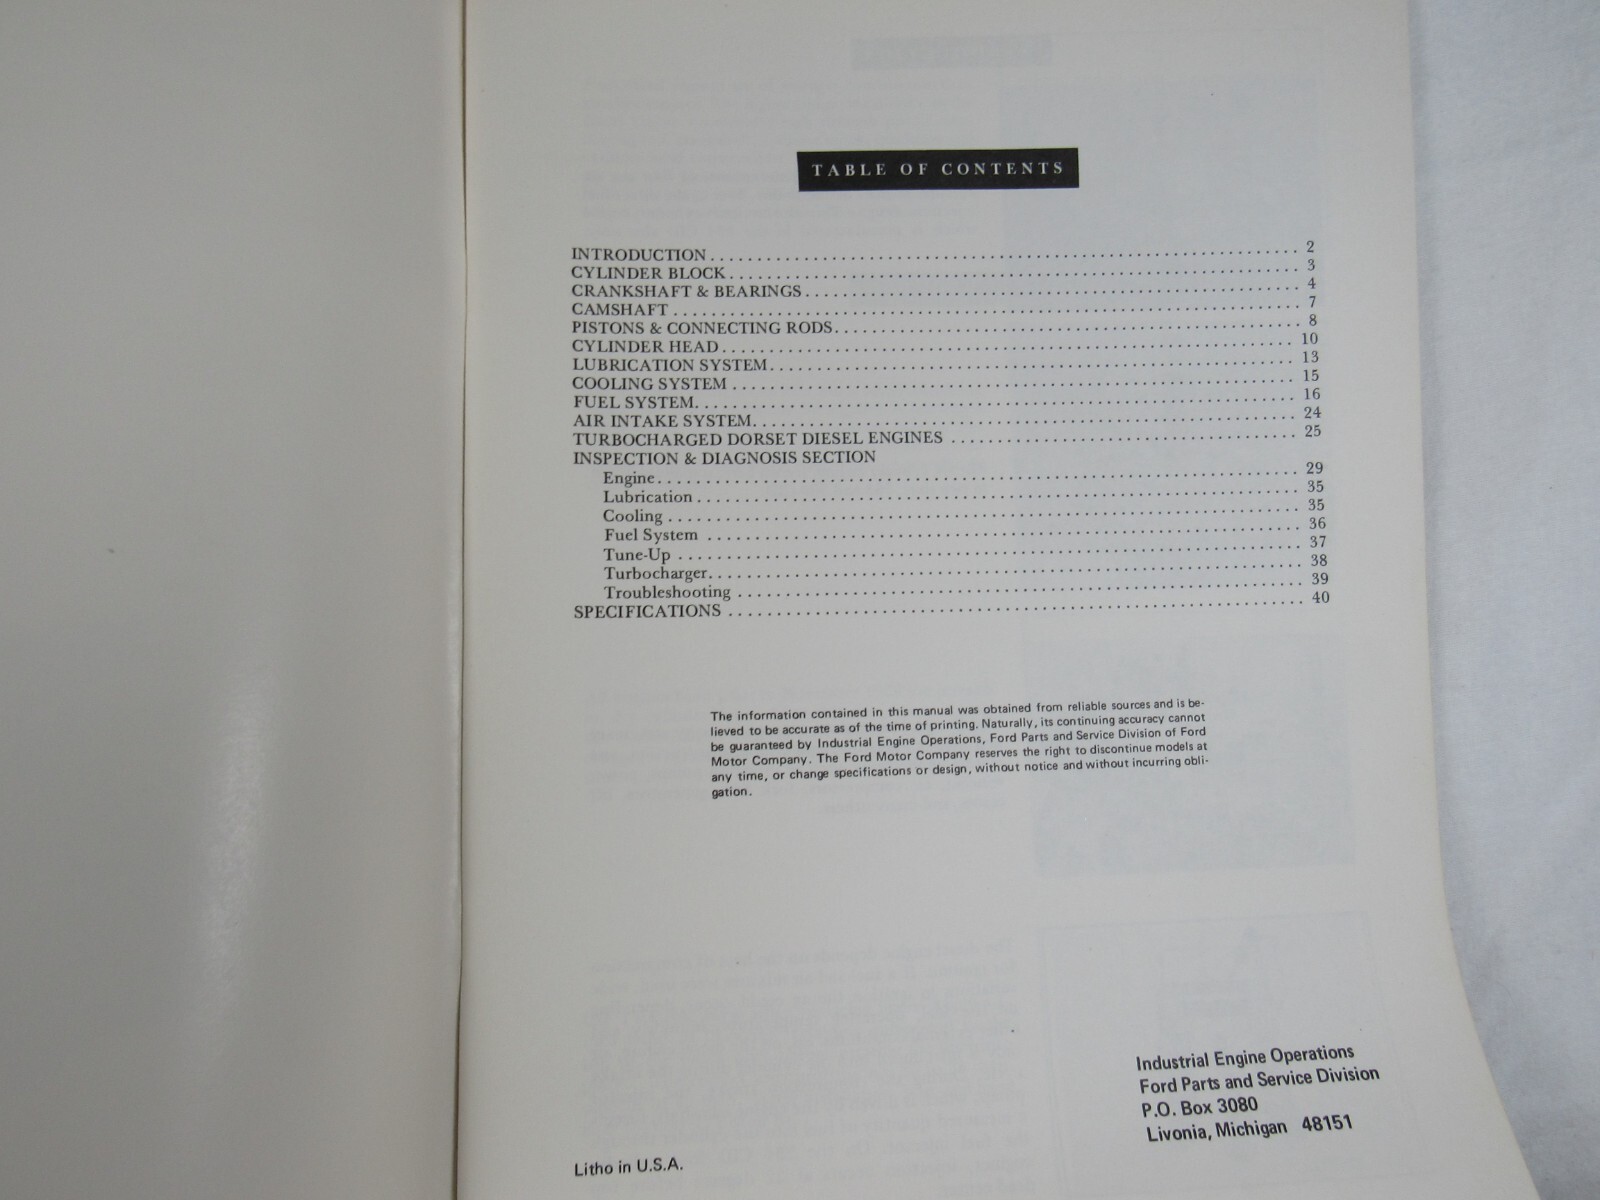 TABLE OF CONTENTS
INTRODUCTION ........ 2
CYLINDER BLOCK ........ 3
CRANKSHAFT & BEARINGS ........ 4
CAMSHAFT ........ 7
PISTONS & CONNECTING RODS ........ 8
CYLINDER HEAD ........ 10
LUBRICATION SYSTEM ........ 13
COOLING SYSTEM ........ 15
FUEL SYSTEM ........ 16
AIR INTAKE SYSTEM ........ 24
TURBOCHARGED DORSET DIESEL ENGINES ........ 25
INSPECTION & DIAGNOSIS SECTION
Engine ........ 29
Lubrication ........ 35
Cooling ........ 35
Fuel System ........ 36
Tune-Up ........ 37
Turbocharger ........ 38
Troubleshooting ........ 39
SPECIFICATIONS ........ 40
The information contained in this manual was obtained from reliable sources and is be-
lieved to be accurate as of the time of printing. Naturally, its continuing accuracy cannot
be guaranteed by Industrial Engine Operations, Ford Parts and Service Division of Ford
Motor Company. The Ford Motor Company reserves the right to discontinue models at
any time, or change specifications or design, without notice and without incurring obli-
gation.
Industrial Engine Operations
Ford Parts and Service Division
P.O. Box 3080
Livonia, Michigan 48151
Litho in U.S.A.